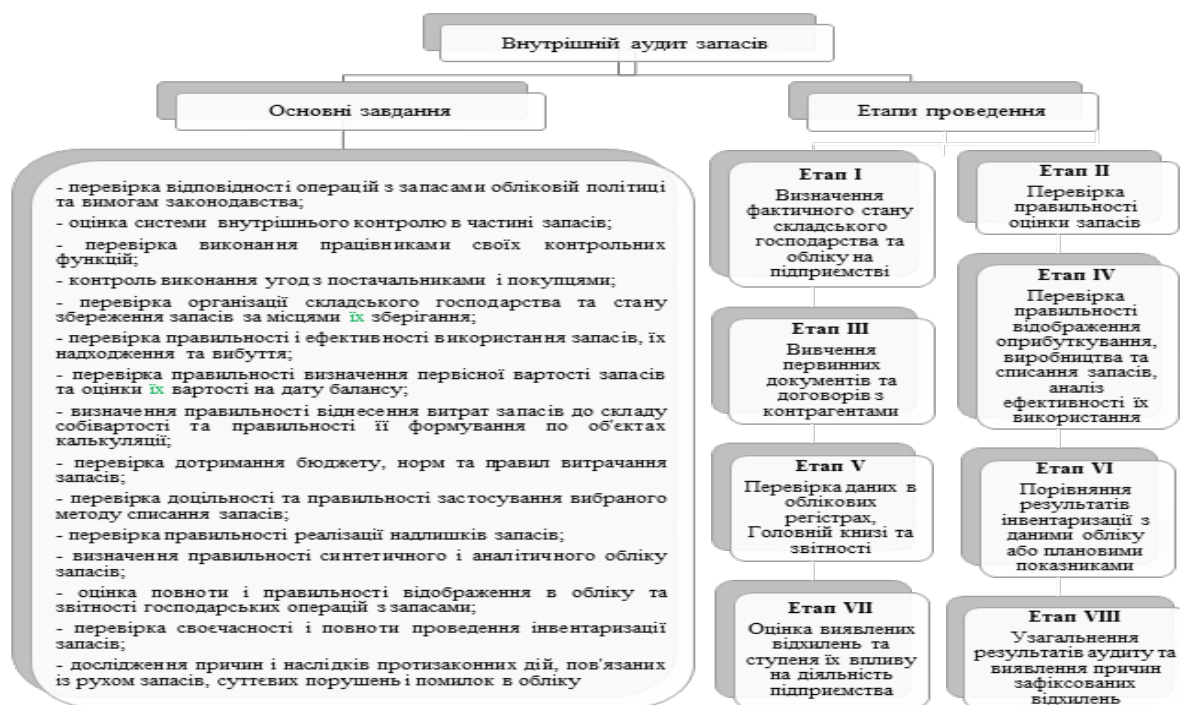 Внутрішній аудит запасів
Основні завдання
- перевірка відповідності операцій з запасами обліковій політиці
та вимогам законодавства;
- оцінка системи внутрішнього контролю в частині запасів;
- перевірка виконання працівниками своїх контрольних
функцій;
- контроль виконання угод з постачальниками і покупцями;
- перевірка організації складського господарства та стану
збереження запасів за місцями їх зберігання;
- перевірка правильності і ефективності використання запасів, їх
надходження та вибуття;
- перевірка правильності визначення первісної вартості запасів
та оцінки їх вартості на дату балансу;
- визначення правильності віднесення витрат запасів до складу
собівартості та правильності її формування по об'єктах
калькуляції;
- перевірка дотримання бюджету, норм та правил витрачання
запасів;
- перевірка доцільності та правильності застосування вибраного
методу списання запасів;
- перевірка правильності реалізації надлишків запасів;
- визначення правильності синтетичного і аналітичного обліку
запасів;
- оцінка повноти і правильності відображення в обліку та
звітності господарських операцій з запасами;
- перевірка своєчасності і повноти проведення інвентаризації
запасів;
- дослідження причин і наслідків протизаконних дій, пов'язаних
із рухом запасів, суттєвих порушень і помилок в обліку
Етапи проведення
Етап I
Визначення
фактичного стану
складського
господарства та
обліку на
підприємстві
Етап II
Перевірка
правильності
оцінки запасів
Етап III
Вивчення
первинних
документів та
договорів з
контрагентами
Етап IV
Перевірка
правильності
відображення
оприбуткування,
виробництва та
списання запасів,
аналіз
ефективності їх
використання
Етап V
Перевірка даних в
облікових
регістрах,
Головній книзі та
звітності
Етап VI
Порівняння
результатів
інвентаризації з
даними обліку
або плановими
показниками
Етап VII
Оцінка виявлених
відхилень та
ступеня їх впливу
на діяльність
підприємства
Етап VIII
Узагальнення
результатів аудиту та
виявлення причин
зафіксованих
відхилень